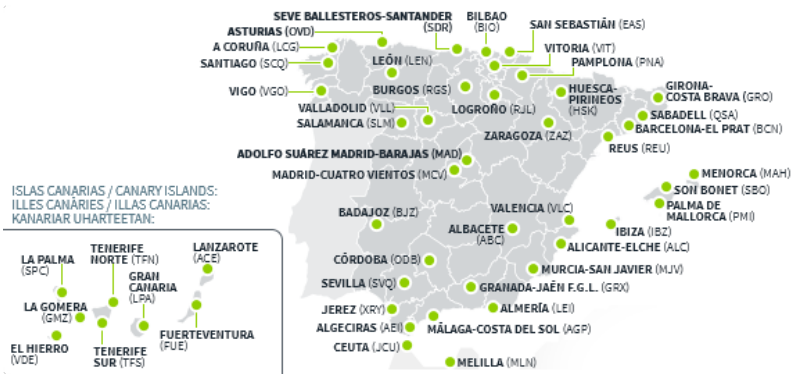 SEVE BALLESTEROS-SANTANDER
(SDR)
BILBAO
(BIO)
SAN SEBASTIÁN (EAS)
ASTURIAS (OVD)
A CORUÑA (LCG)
SANTIAGO (SCQ)
LEÓN (LEN)
VITORIA (VIT)
PAMPLONA (PNA)
VIGO (VGO)
BURGOS (RGS)
HUESCA-
PIRINEOS
(HSK)
GIRONA-
COSTA BRAVA (GRO)
VALLADOLID (VLL)
LOGROÑO (RJL)
SALAMANCA (SLM)
SABADELL (QSA)
BARCELONA-EL PRAT (BCN)
ZARAGOZA (ZAZ)
REUS (REU)
ADOLFO SUÁREZ MADRID-BARAJAS (MAD)
MADRID-CUATRO VIENTOS (MCV)
MENORCA (MAH)
SON BONET (SBO)
PALMA DE
MALLORCA (PMI)
IBIZA (IBZ)
BADAJOZ (BJZ)
VALENCIA (VLC)
ALBACETE
(ABC)
ALICANTE-ELCHE (ALC)
CÓRDOBA (ODB)
MURCIA-SAN JAVIER (MJV)
SEVILLA (SVQ)
GRANADA-JAÉN F.G.L. (GRX)
JEREZ (XRY)
ALMERÍA (LEI)
ALGECIRAS (AEI)
MÁLAGA-COSTA DEL SOL (AGP)
CEUTA (JCU)
MELILLA (MLN)
ISLAS CANARIAS / CANARY ISLANDS:
ILLES CANÀRIES / ILLAS CANARIAS:
KANARIAR UHARTEETAN:
LA PALMA
(SPC)
TENERIFE
NORTE (TFN)
LANZAROTE
(ACE)
GRAN
CANARIA
(LPA)
LA GOMERA
(GMZ)
EL HIERRO
(VDE)
TENERIFE
SUR (TFS)
FUERTEVENTURA
(FUE)